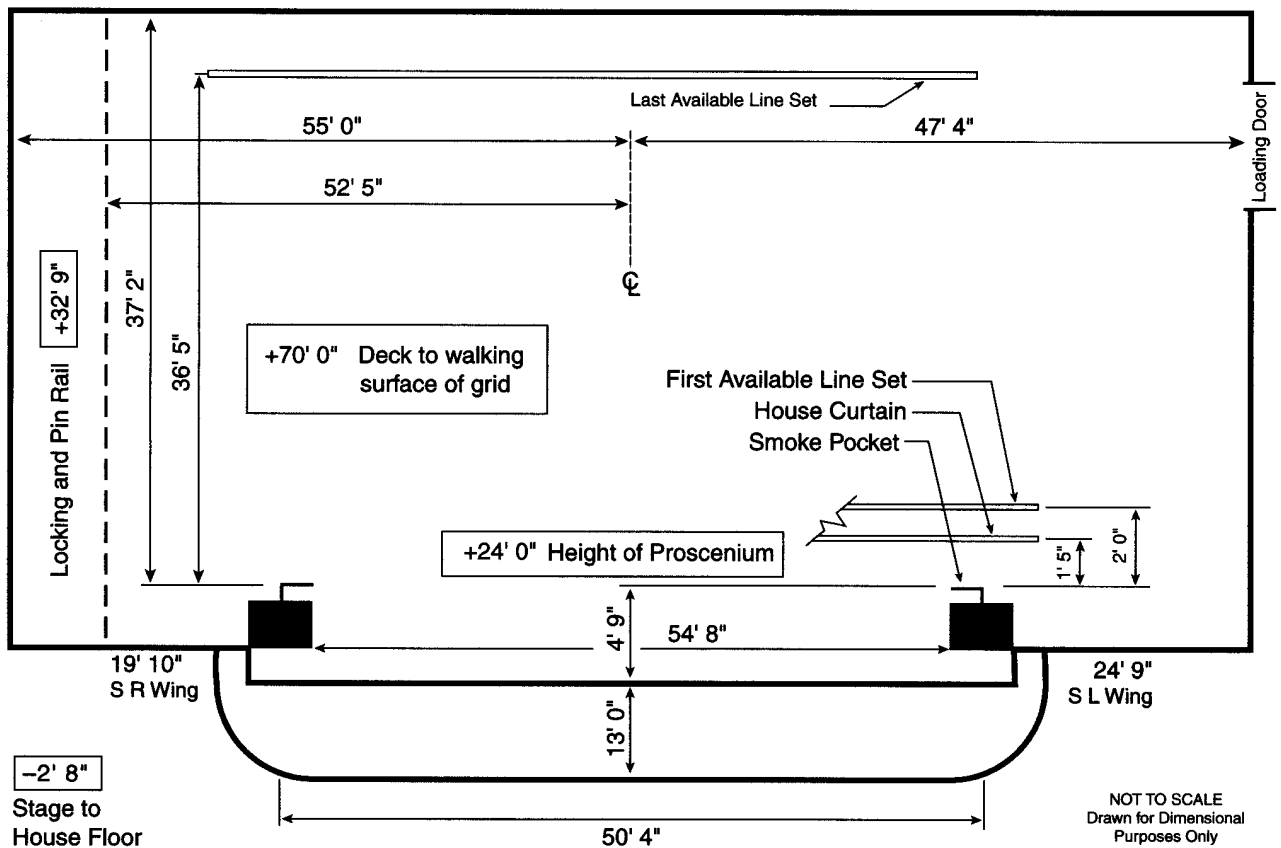 Last Available Line Set
55' 0"
47' 4"
Loading Door
52' 5"
+32' 9"
Locking and Pin Rail
37' 2"
36' 5"
CL
+70' 0" Deck to walking
surface of grid
First Available Line Set
House Curtain
Smoke Pocket
+24' 0" Height of Proscenium
1' 5"
2' 0"
4' 9"
54' 8"
19' 10"
S R Wing
24' 9"
S L Wing
13' 0"
–2' 8"
Stage to
House Floor
50' 4"
NOT TO SCALE
Drawn for Dimensional
Purposes Only